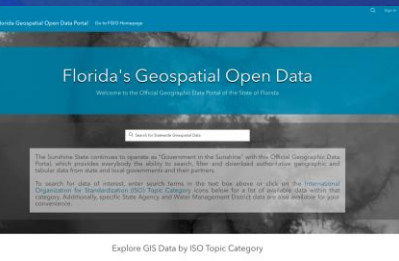 Florida Geospatial Open Data Portal Go to FGIO Homepage Sign In
Florida's Geospatial Open Data
Welcome to the Official Geographic Data Portal of the State of Florida
Search for Statewide Geospatial Data
The Sunshine State continues to operate as "Government in the Sunshine" with this Official Geographic Data
Portal, which provides everybody the ability to search, filter and download authoritative geographic and
tabular data from state and local governments and their partners.
To search for data of interest, enter search terms in the text box above or click on the International
Organization for Standardization (ISO) Topic Category icons below for a list of available data within that
category. Additionally, specific State Agency and Water Management District data are also available for your
convenience.
Explore GIS Data by ISO Topic Category